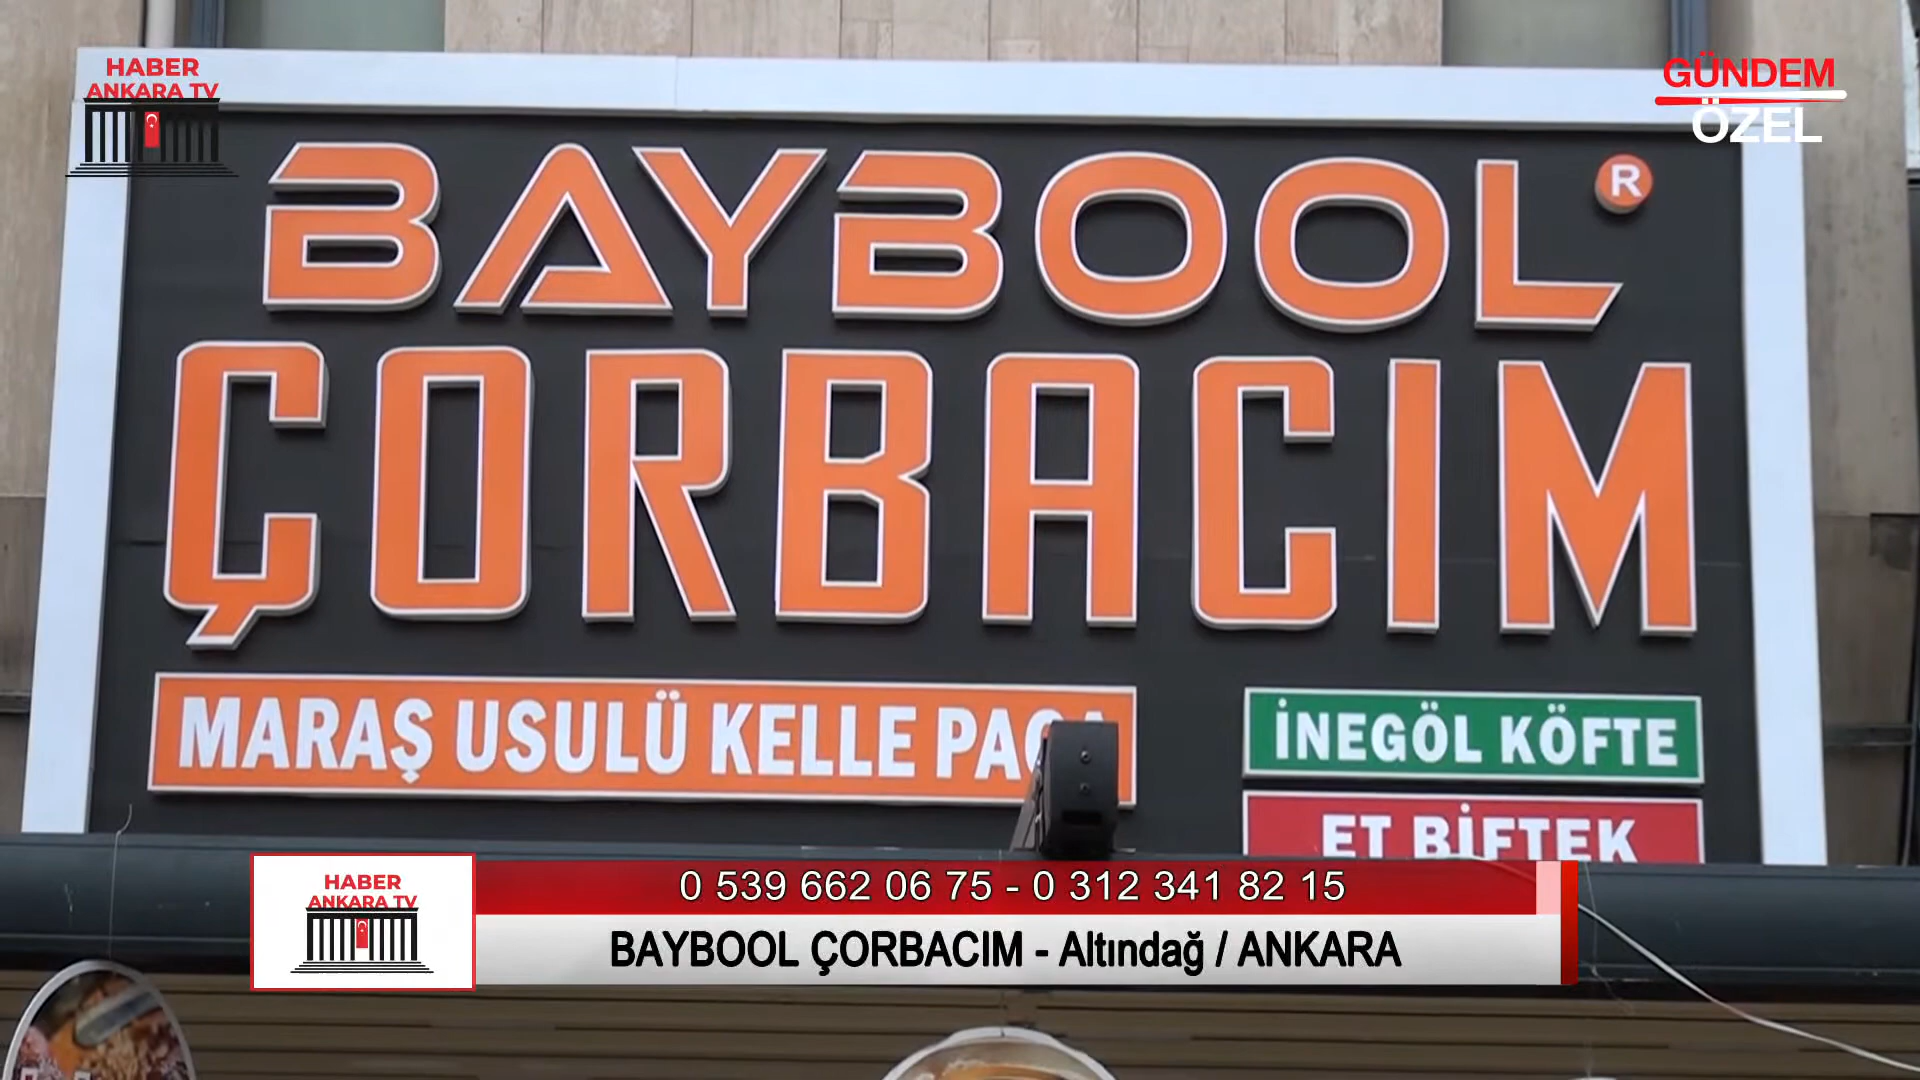 HABER
ANKARA TV
GÜNDEM
ÖZEL
BAYBOOL
R
ÇORBACIM
MARAŞ USULÜ KELLE PAÇA
İNEGÖL KÖFTE
ET BİFTEK
HABER
ANKARA TV
0 539 662 06 75 - 0 312 341 82 15
BAYBOOL ÇORBACIM - Altındağ / ANKARA